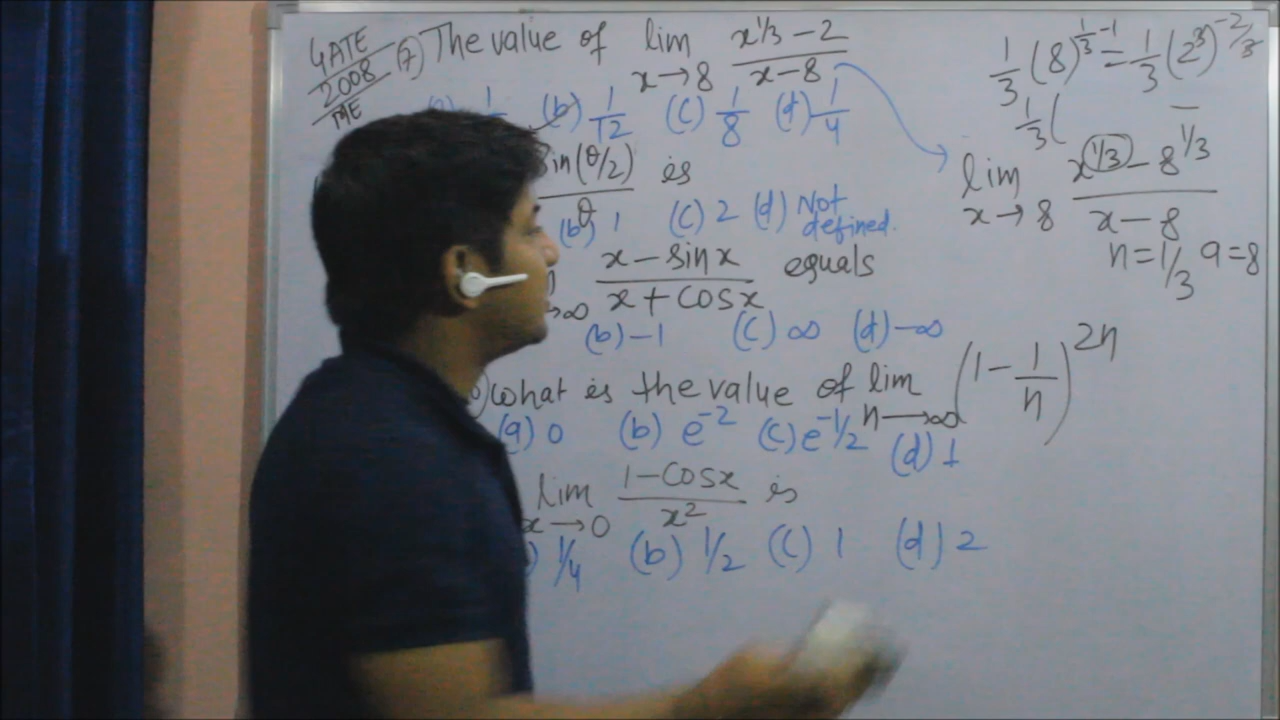 GATE
2008
ME
(7) The value of lim x→8 (x^1/3 − 2)/(x − 8)
(b) 1/12 (c) 1/8 (d) 1/4
sin(θ/2)/θ is
(b) 1 (c) 2 (d) Not defined.
→∞ (x − sinx)/(x + cosx) equals
(b) −1 (c) ∞ (d) −∞
) what is the value of lim n→∞ (1 − 1/n)^2n
(a) 0 (b) e^−2 (c) e^−1/2 (d) 1
lim x→0 (1 − cosx)/x² is
) 1/4 (b) 1/2 (c) 1 (d) 2
1/3 (8)^1/3−1 = 1/3 (2³)^−2/3
1/3 (
lim x→8 (x^1/3 − 8^1/3)/(x − 8)
n = 1/3 a = 8